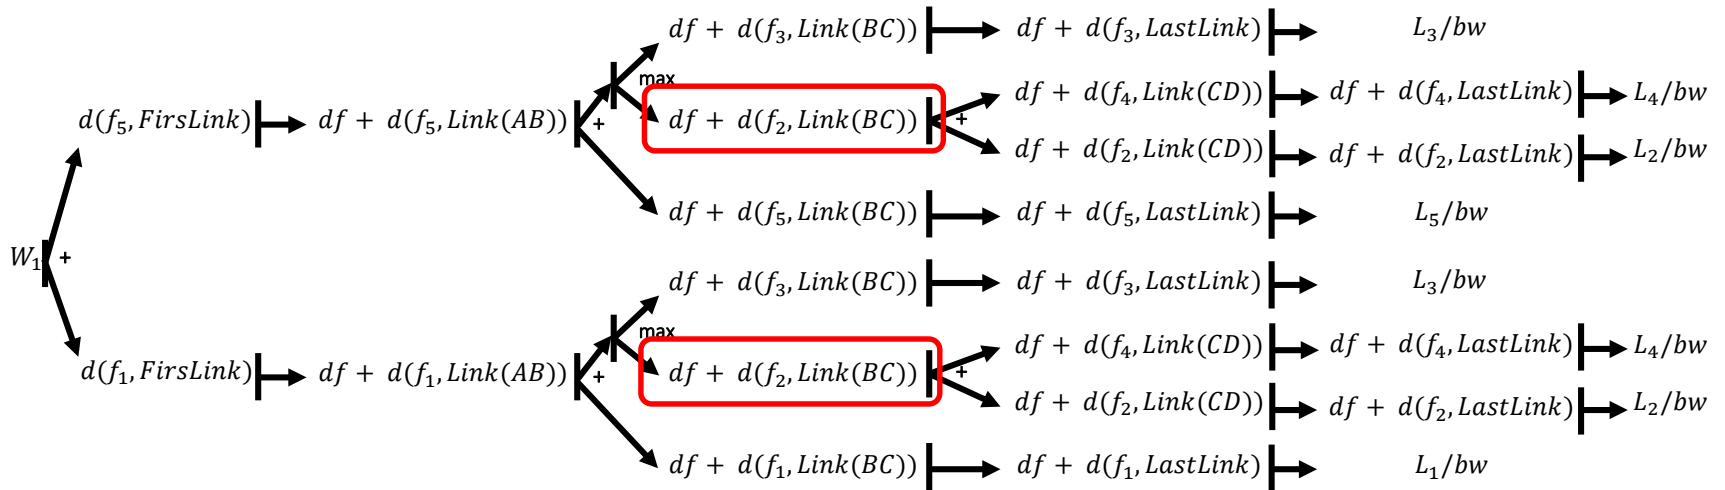 df + d(f₃, Link(BC)) df + d(f₃, LastLink) L₃/bw
max
df + d(f₄, Link(CD)) df + d(f₄, LastLink) L₄/bw
d(f₅, FirsLink) df + d(f₅, Link(AB)) + df + d(f₂, Link(BC)) +
df + d(f₂, Link(CD)) df + d(f₂, LastLink) L₂/bw
df + d(f₅, Link(BC)) df + d(f₅, LastLink) L₅/bw
W₁ +
df + d(f₃, Link(BC)) df + d(f₃, LastLink) L₃/bw
max
df + d(f₄, Link(CD)) df + d(f₄, LastLink) L₄/bw
d(f₁, FirsLink) df + d(f₁, Link(AB)) + df + d(f₂, Link(BC)) +
df + d(f₂, Link(CD)) df + d(f₂, LastLink) L₂/bw
df + d(f₁, Link(BC)) df + d(f₁, LastLink) L₁/bw